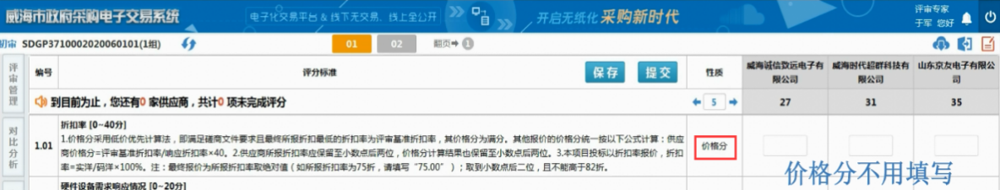 威海市政府采购电子交易系统
电子化交易平台 & 线下无交易、线上全公开
开启无纸化 采购新时代
评审专家
于军 您好
初审 SDGP3710002020060101(1组)
01
02
翻页 1
评审管理
编号
评分标准
保存
提交
性质
威海诚信致远电子有限公司
威海时代超群科技有限公司
山东京友电子有限公司
到目前为止，您还有0 家供应商，共计0 项未完成评分
5
27
31
35
对比分析
1.01
折扣率 [0~40分]
1.价格分采用低价优先计算法，即满足磋商文件要求且最终所报折扣最低的折扣率为评审基准折扣率，其价格分为满分。其他报价的价格分统一按以下公式计算：供应
商价格分=评审基准折扣率/响应折扣率×40。2.供应商所报折扣率应保留至小数点后两位，价格分计算结果也保留至小数点后两位。3.本项目投标以折扣率报价，折扣
率=实洋/码洋×100%。注：最终报价为所报折扣率取绝对值（如所报折扣率为75折，请填写“75.00”）；取到小数点后二位，且不能高于82折。
价格分
价格分不用填写
硬件设备需求响应情况 [0~20分]